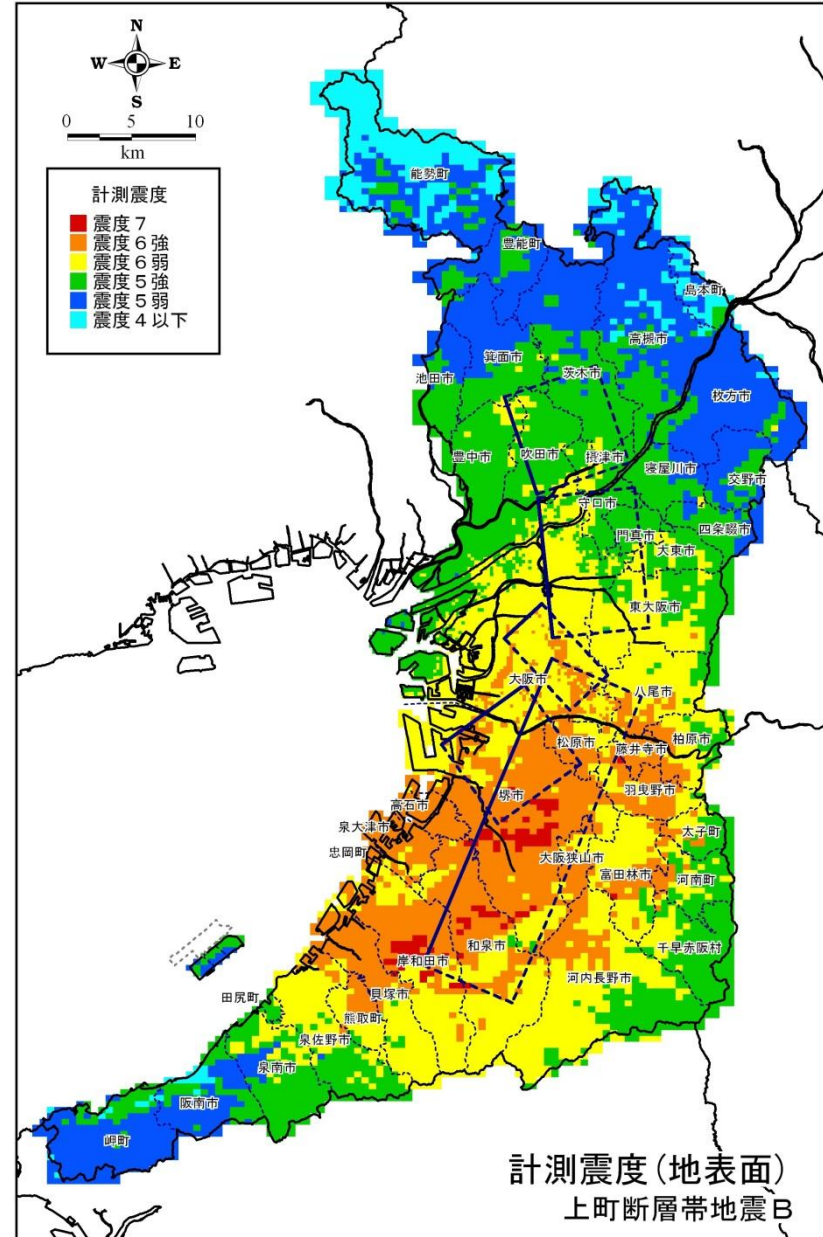 N
W E
S
0 5 10
km
計測震度
震度7
震度6強
震度6弱
震度5強
震度5弱
震度4以下
能勢町
豊能町
島本町
高槻市
箕面市
茨木市
池田市
枚方市
豊中市
吹田市
摂津市
寝屋川市
交野市
守口市
門真市
四条畷市
大東市
東大阪市
大阪市
八尾市
松原市
藤井寺市
柏原市
羽曳野市
堺市
高石市
泉大津市
太子町
忠岡町
大阪狭山市
富田林市
河南町
和泉市
千早赤阪村
岸和田市
河内長野市
貝塚市
田尻町
熊取町
泉佐野市
泉南市
阪南市
岬町
計測震度(地表面)
上町断層帯地震B